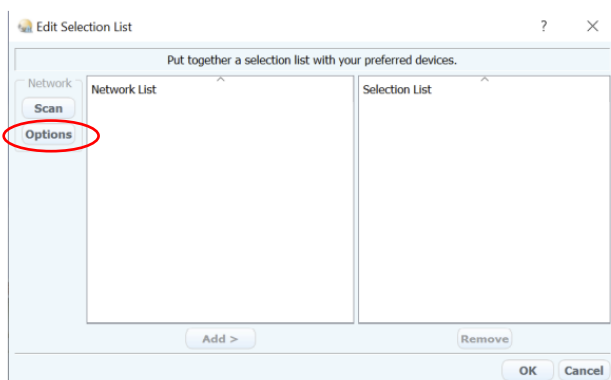 Edit Selection List
?
Put together a selection list with your preferred devices.
Network
Scan
Options
Network List
Selection List
Add >
Remove
OK
Cancel